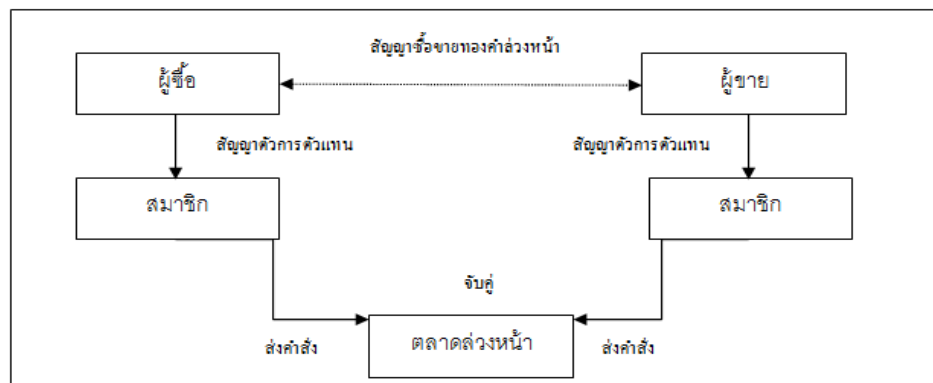 สัญญาซื้อขายทองคำล่วงหน้า
ผู้ซื้อ
ผู้ขาย
สัญญาตัวการตัวแทน
สัญญาตัวการตัวแทน
สมาชิก
สมาชิก
จับคู่
ส่งคำสั่ง
ตลาดล่วงหน้า
ส่งคำสั่ง